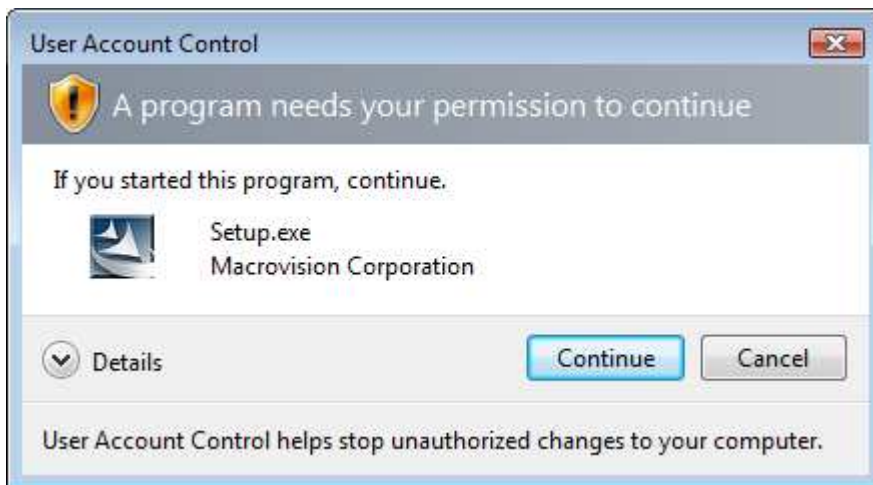 User Account Control
A program needs your permission to continue
If you started this program, continue.
Setup.exe
Macrovision Corporation
Details
Continue
Cancel
User Account Control helps stop unauthorized changes to your computer.